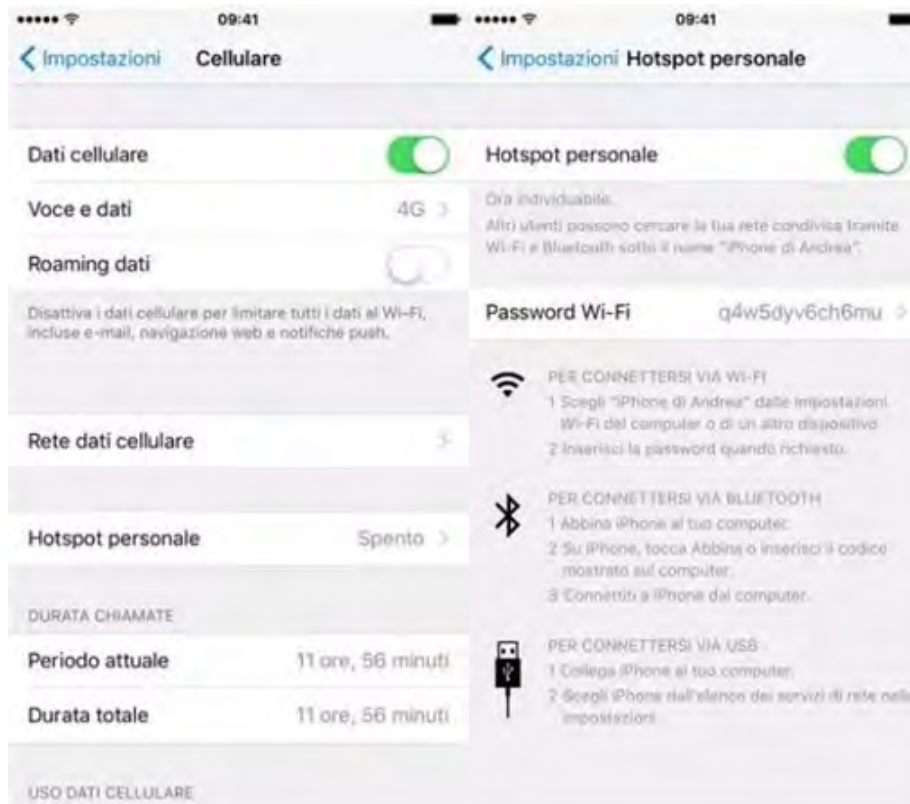 09:41
Impostazioni Cellulare
Dati cellulare
Voce e dati 4G
Roaming dati
Disattiva i dati cellulare per limitare tutti i dati al Wi-Fi,
incluse e-mail, navigazione web e notifiche push.
Rete dati cellulare
Hotspot personale Spento
DURATA CHIAMATE
Periodo attuale 11 ore, 56 minuti
Durata totale 11 ore, 56 minuti
USO DATI CELLULARE
09:41
Impostazioni Hotspot personale
Hotspot personale
Ora individuabile.
Altri utenti possono cercare la tua rete condivisa tramite
Wi-Fi e Bluetooth sotto il nome "iPhone di Andrea".
Password Wi-Fi q4w5dyv6ch6mu
PER CONNETTERSI VIA WI-FI
1 Scegli "iPhone di Andrea" dalle impostazioni
Wi-Fi del computer o di un altro dispositivo
2 Inserisci la password quando richiesto.
PER CONNETTERSI VIA BLUETOOTH
1 Abbina iPhone al tuo computer.
2 Su iPhone, tocca Abbina o inserisci il codice
mostrato sul computer.
3 Connettiti a iPhone dal computer.
PER CONNETTERSI VIA USB
1 Collega iPhone al tuo computer.
2 Scegli iPhone dall'elenco dei servizi di rete nelle
impostazioni.